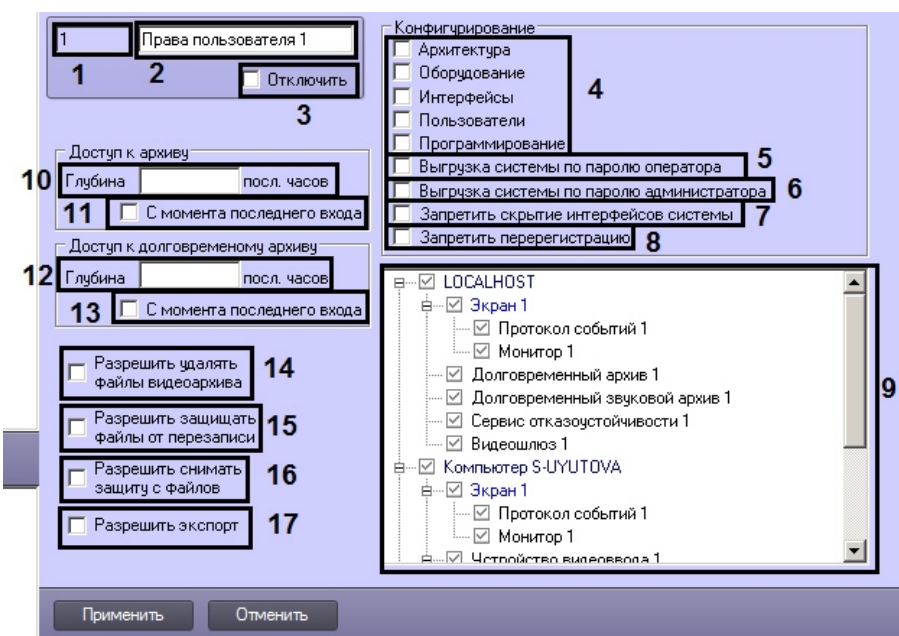 1
Права пользователя 1
1
2
Отключить
3
Конфигурирование
Архитектура
Оборудование
Интерфейсы
Пользователи
Программирование
4
Выгрузка системы по паролю оператора
5
Выгрузка системы по паролю администратора
6
Запретить скрытие интерфейсов системы
7
Запретить перерегистрацию
8
Доступ к архиву
10
Глубина посл. часов
11
С момента последнего входа
Доступ к долговременому архиву
12
Глубина посл. часов
13
С момента последнего входа
LOCALHOST
Экран 1
Протокол событий 1
Монитор 1
Долговременный архив 1
Долговременный звуковой архив 1
Сервис отказоустойчивости 1
Видеошлюз 1
Компьютер S-UYUTOVA
Экран 1
Протокол событий 1
Монитор 1
Устройство видеоввода 1
9
Разрешить удалять
файлы видеоархива
14
Разрешить защищать
файлы от перезаписи
15
Разрешить снимать
защиту с файлов
16
Разрешить экспорт
17
Применить
Отменить